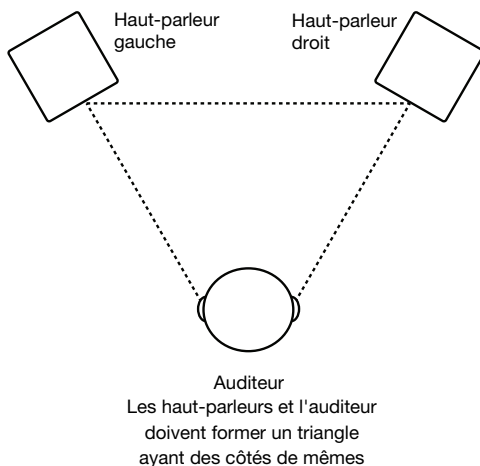 Haut-parleur
gauche
Haut-parleur
droit
Auditeur
Les haut-parleurs et l'auditeur
doivent former un triangle
ayant des côtés de mêmes